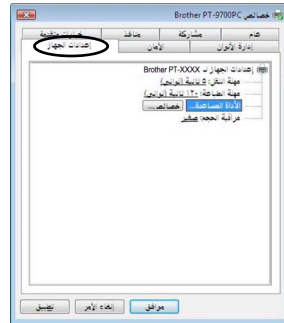 خصائص Brother PT-9700PC
عام
مشاركة
منافذ
خيارات متقدمة
إدارة الألوان
الأمان
إعدادات الجهاز
إعدادات الجهاز لـ Brother PT-XXXX
مهلة النقل: ٥ ثانية (ثواني)
مهلة الطباعة: ١٢٠ ثانية (ثواني)
الأداة المساعدة... خصائص...
مراقبة الحجم: صغير
موافق
إلغاء الأمر
تطبيق